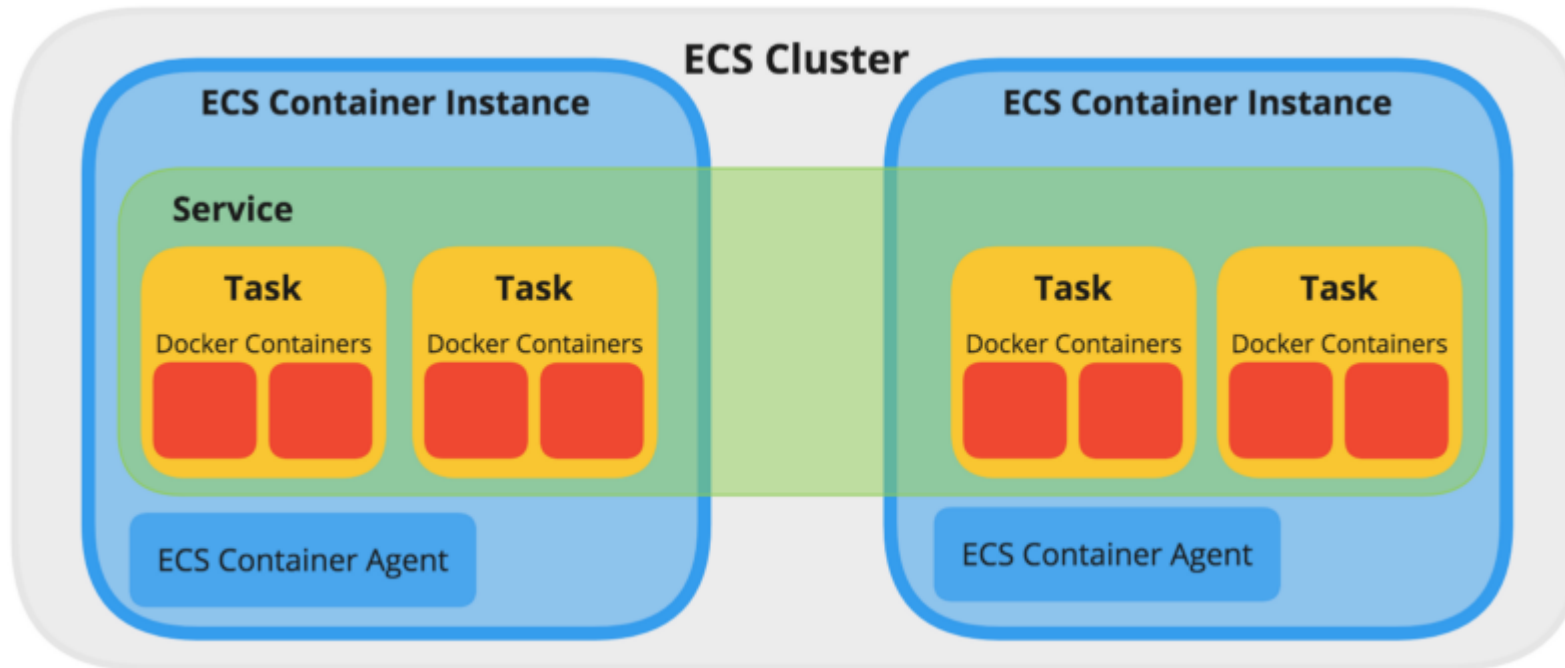 ECS Cluster
ECS Container Instance
ECS Container Instance
Service
Task
Task
Task
Task
Docker Containers
Docker Containers
Docker Containers
Docker Containers
ECS Container Agent
ECS Container Agent